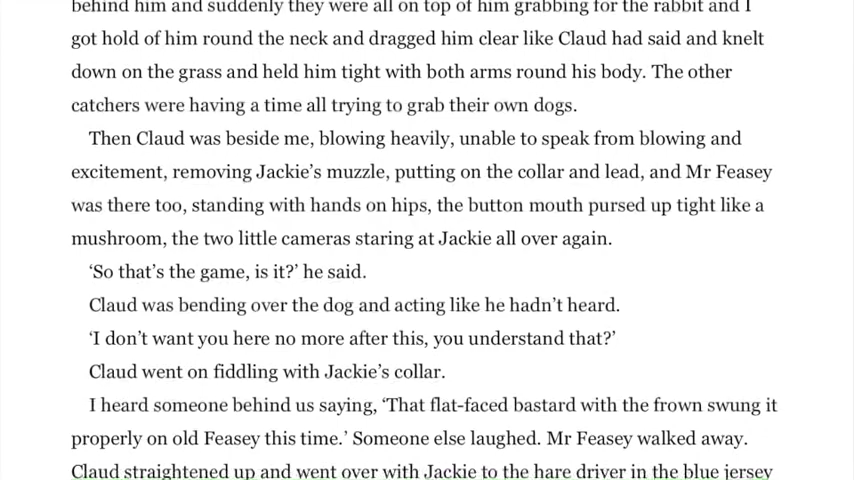 behind him and suddenly they were all on top of him grabbing for the rabbit and I
got hold of him round the neck and dragged him clear like Claud had said and knelt
down on the grass and held him tight with both arms round his body. The other
catchers were having a time all trying to grab their own dogs.
Then Claud was beside me, blowing heavily, unable to speak from blowing and
excitement, removing Jackie’s muzzle, putting on the collar and lead, and Mr Feasey
was there too, standing with hands on hips, the button mouth pursed up tight like a
mushroom, the two little cameras staring at Jackie all over again.
‘So that’s the game, is it?’ he said.
Claud was bending over the dog and acting like he hadn’t heard.
‘I don’t want you here no more after this, you understand that?’
Claud went on fiddling with Jackie’s collar.
I heard someone behind us saying, ‘That flat-faced bastard with the frown swung it
properly on old Feasey this time.’ Someone else laughed. Mr Feasey walked away.
Claud straightened up and went over with Jackie to the hare driver in the blue jersey